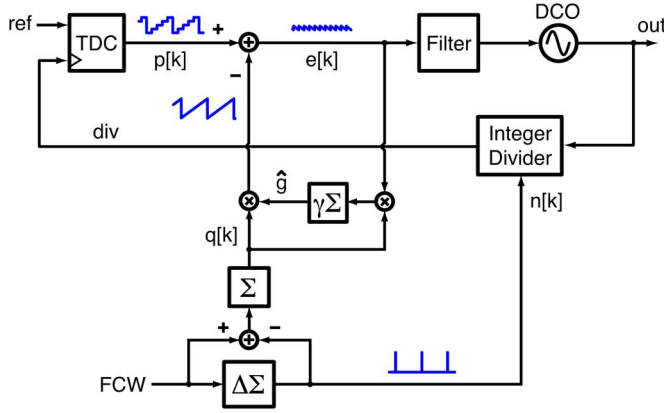 DCO
ref
TDC
+
p[k]
+
−
e[k]
Filter
out
div
Integer
Divider
ĝ
×
γΣ
×
n[k]
q[k]
Σ
+
+
−
FCW
ΔΣ